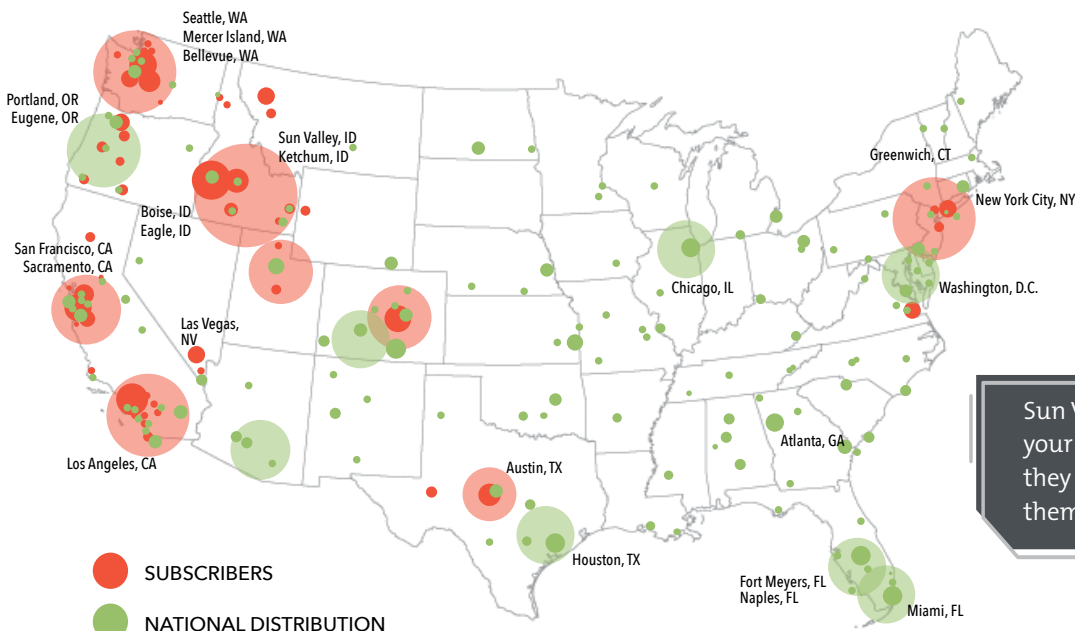 Seattle, WA
Mercer Island, WA
Bellevue, WA
Portland, OR
Eugene, OR
Sun Valley, ID
Ketchum, ID
Greenwich, CT
New York City, NY
Boise, ID
Eagle, ID
San Francisco, CA
Sacramento, CA
Chicago, IL
Washington, D.C.
Las Vegas,
NV
Sun V
your
they
them
Atlanta, GA
Los Angeles, CA
Austin, TX
Houston, TX
SUBSCRIBERS
Fort Meyers, FL
Naples, FL
Miami, FL
NATIONAL DISTRIBUTION